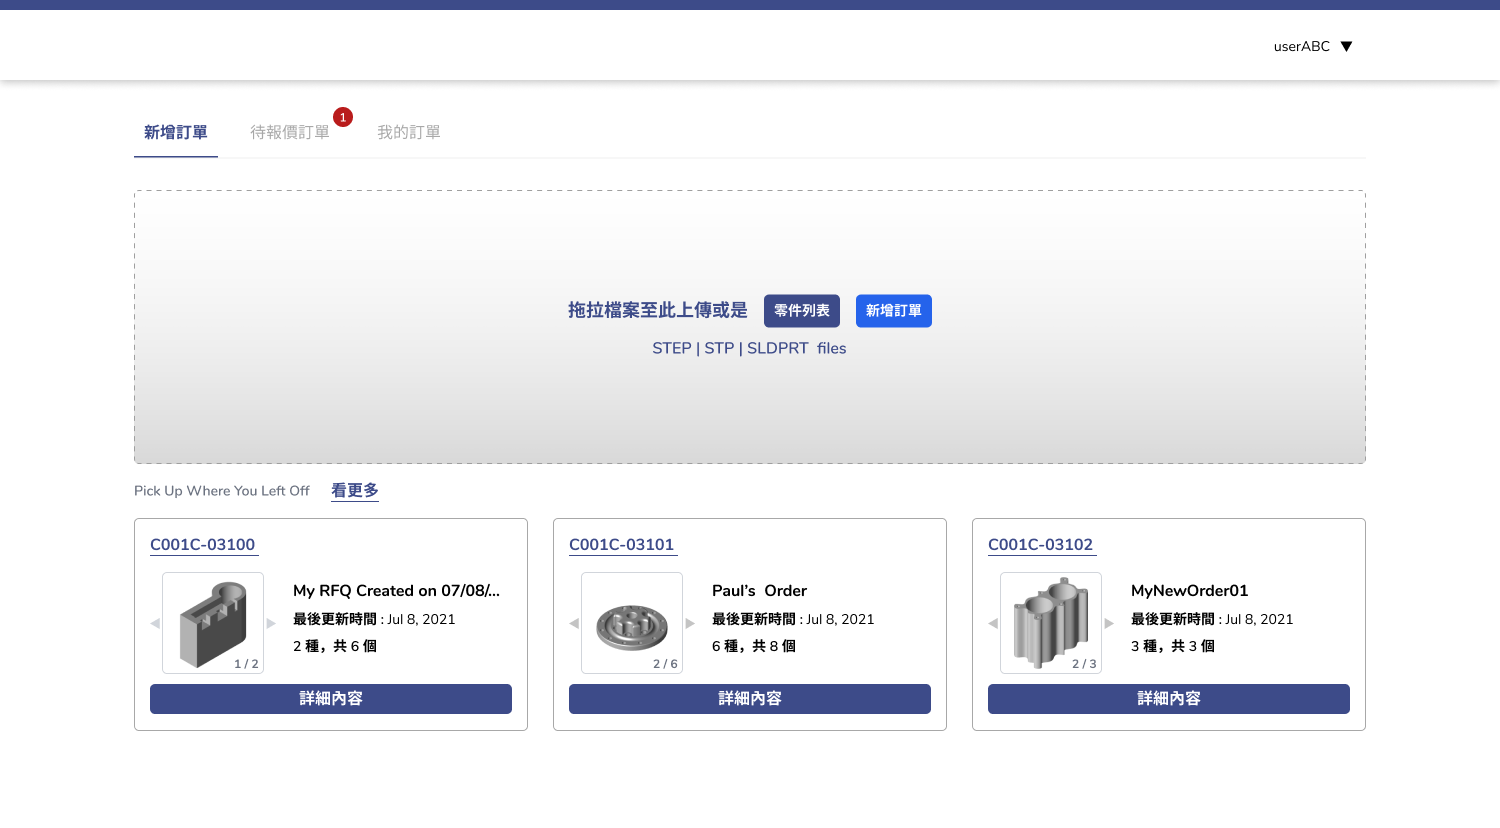 userABC ▼
新增訂單 待報價訂單 1 我的訂單
拖拉檔案至此上傳或是 零件列表 新增訂單
STEP | STP | SLDPRT files
Pick Up Where You Left Off 看更多
C001C-03100
My RFQ Created on 07/08/...
最後更新時間 : Jul 8, 2021
2 種，共 6 個
1 / 2
詳細內容
C001C-03101
Paul’s Order
最後更新時間 : Jul 8, 2021
6 種，共 8 個
2 / 6
詳細內容
C001C-03102
MyNewOrder01
最後更新時間 : Jul 8, 2021
3 種，共 3 個
2 / 3
詳細內容